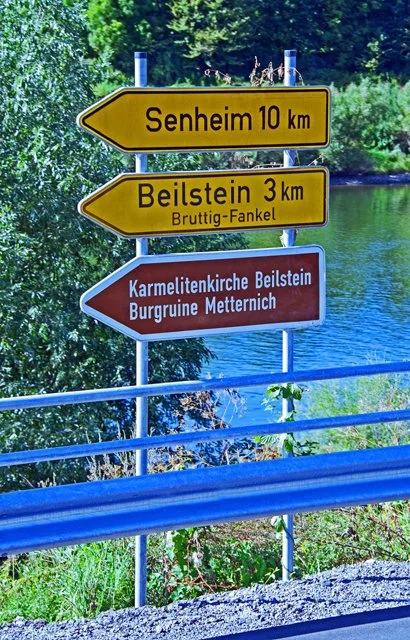 Senheim 10 km
Beilstein 3 km
Bruttig-Fankel
Karmelitenkirche Beilstein
Burgruine Metternich